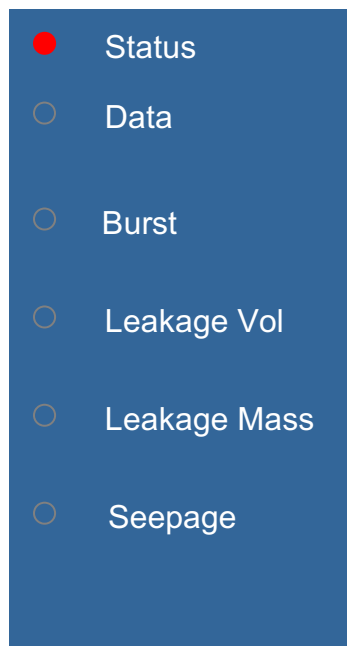 Status
Data
Burst
Leakage Vol
Leakage Mass
Seepage